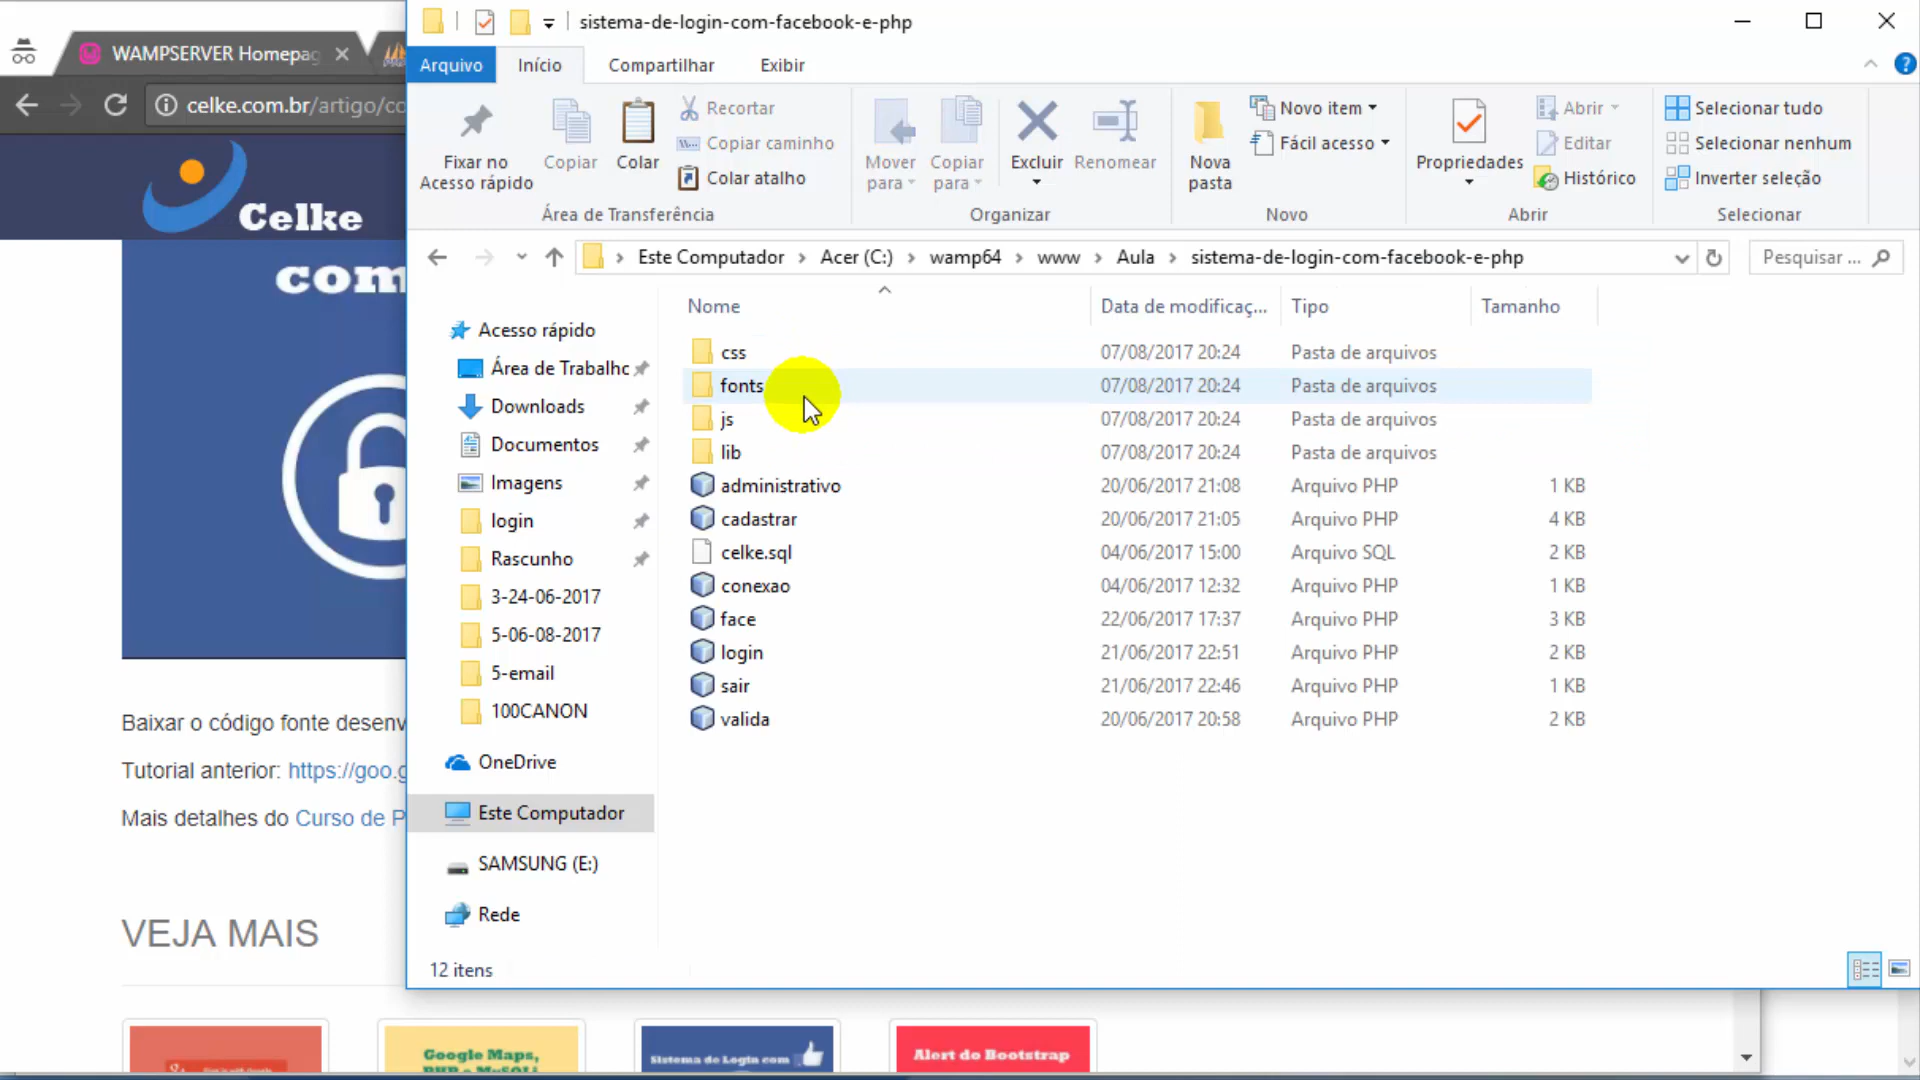 sistema-de-login-com-facebook-e-php
WAMPSERVER Homepag
Arquivo
Início
Compartilhar
Exibir
celke.com.br/artigo/co
Fixar no
Acesso rápido
Copiar
Colar
Recortar
Copiar caminho
Colar atalho
Área de Transferência
Mover
para
Copiar
para
Excluir
Renomear
Organizar
Nova
pasta
Novo item
Fácil acesso
Novo
Propriedades
Abrir
Editar
Histórico
Abrir
Selecionar tudo
Selecionar nenhum
Inverter seleção
Selecionar
Celke
com
Este Computador > Acer (C:) > wamp64 > www > Aula > sistema-de-login-com-facebook-e-php
Pesquisar ...
Nome Data de modificaç... Tipo Tamanho
Acesso rápido
Área de Trabalho
Downloads
Documentos
Imagens
login
Rascunho
3-24-06-2017
5-06-08-2017
5-email
100CANON
OneDrive
Este Computador
SAMSUNG (E:)
Rede
css 07/08/2017 20:24 Pasta de arquivos
fonts 07/08/2017 20:24 Pasta de arquivos
js 07/08/2017 20:24 Pasta de arquivos
lib 07/08/2017 20:24 Pasta de arquivos
administrativo 20/06/2017 21:08 Arquivo PHP 1 KB
cadastrar 20/06/2017 21:05 Arquivo PHP 4 KB
celke.sql 04/06/2017 15:00 Arquivo SQL 2 KB
conexao 04/06/2017 12:32 Arquivo PHP 1 KB
face 22/06/2017 17:37 Arquivo PHP 3 KB
login 21/06/2017 22:51 Arquivo PHP 2 KB
sair 21/06/2017 22:46 Arquivo PHP 1 KB
valida 20/06/2017 20:58 Arquivo PHP 2 KB
12 itens
Baixar o código fonte desenv
Tutorial anterior: https://goo.g
Mais detalhes do Curso de P
VEJA MAIS
Google Maps,
PHP e MySQLi
Sistema de Login com
Alert do Bootstrap